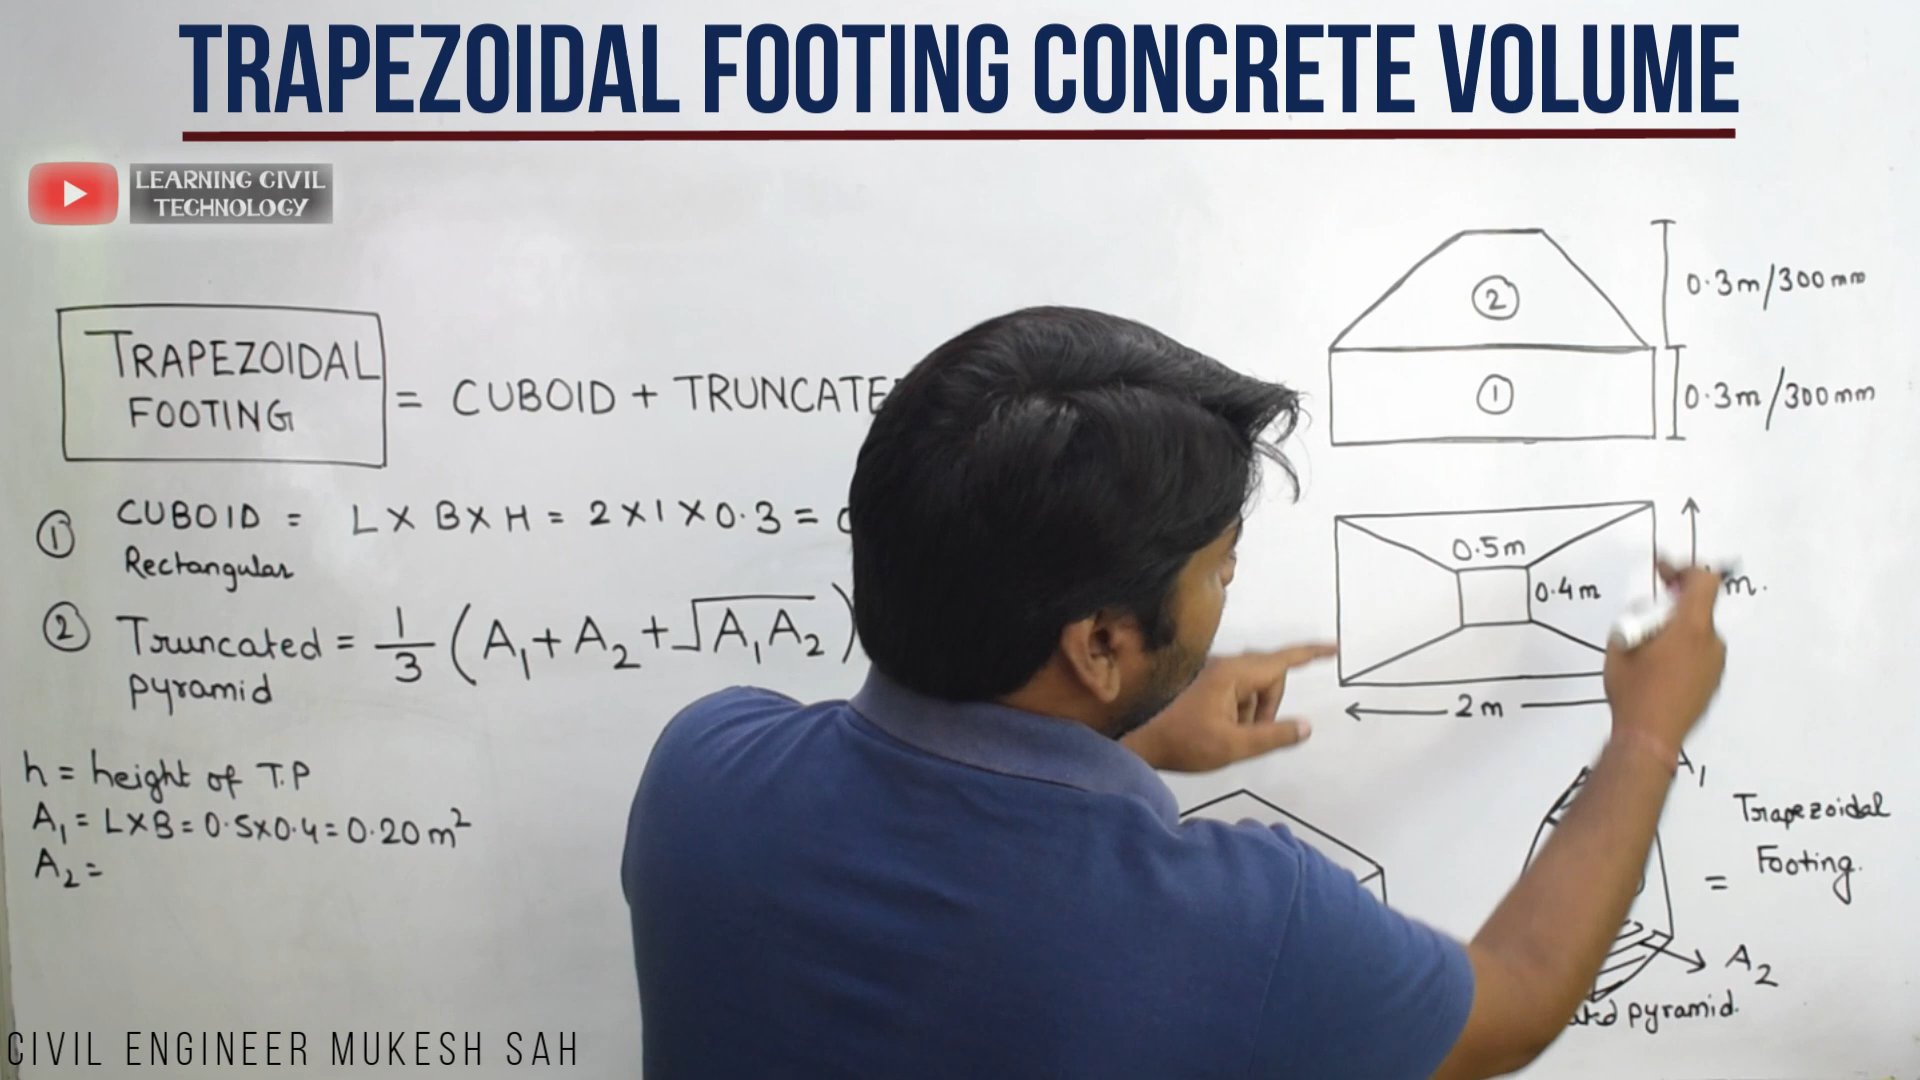 TRAPEZOIDAL FOOTING CONCRETE VOLUME
LEARNING CIVIL
TECHNOLOGY
TRAPEZOIDAL
FOOTING
= CUBOID + TRUNCATE
① CUBOID = L X B X H = 2 X 1 X 0.3 =
Rectangular
② Truncated = 1/3 (A₁ + A₂ + √A₁A₂)
pyramid
h = height of T.P
A₁ = L X B = 0.5 x 0.4 = 0.20 m²
A₂ =
②
0.3m/300mm
①
0.3m/300mm
0.5m
0.4m
m.
2m
A₁
Trapezoidal
= Footing.
A₂
pyramid.
CIVIL ENGINEER MUKESH SAH